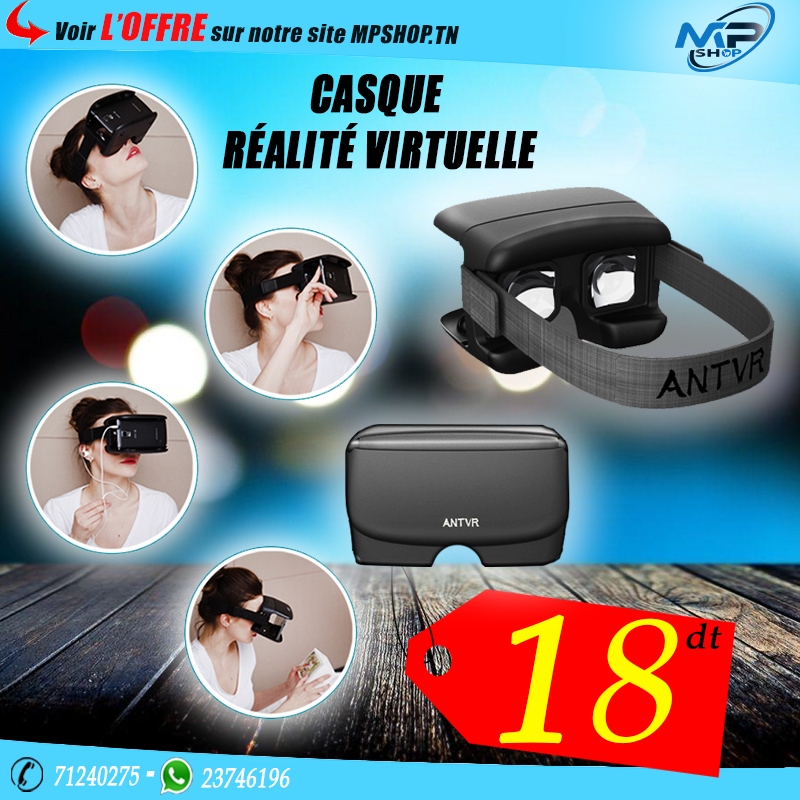 Voir L'OFFRE sur notre site MPSHOP.TN
MP
SHOP
CASQUE
RÉALITÉ VIRTUELLE
ANTVR
ANTVR
18 dt
71240275 - 23746196